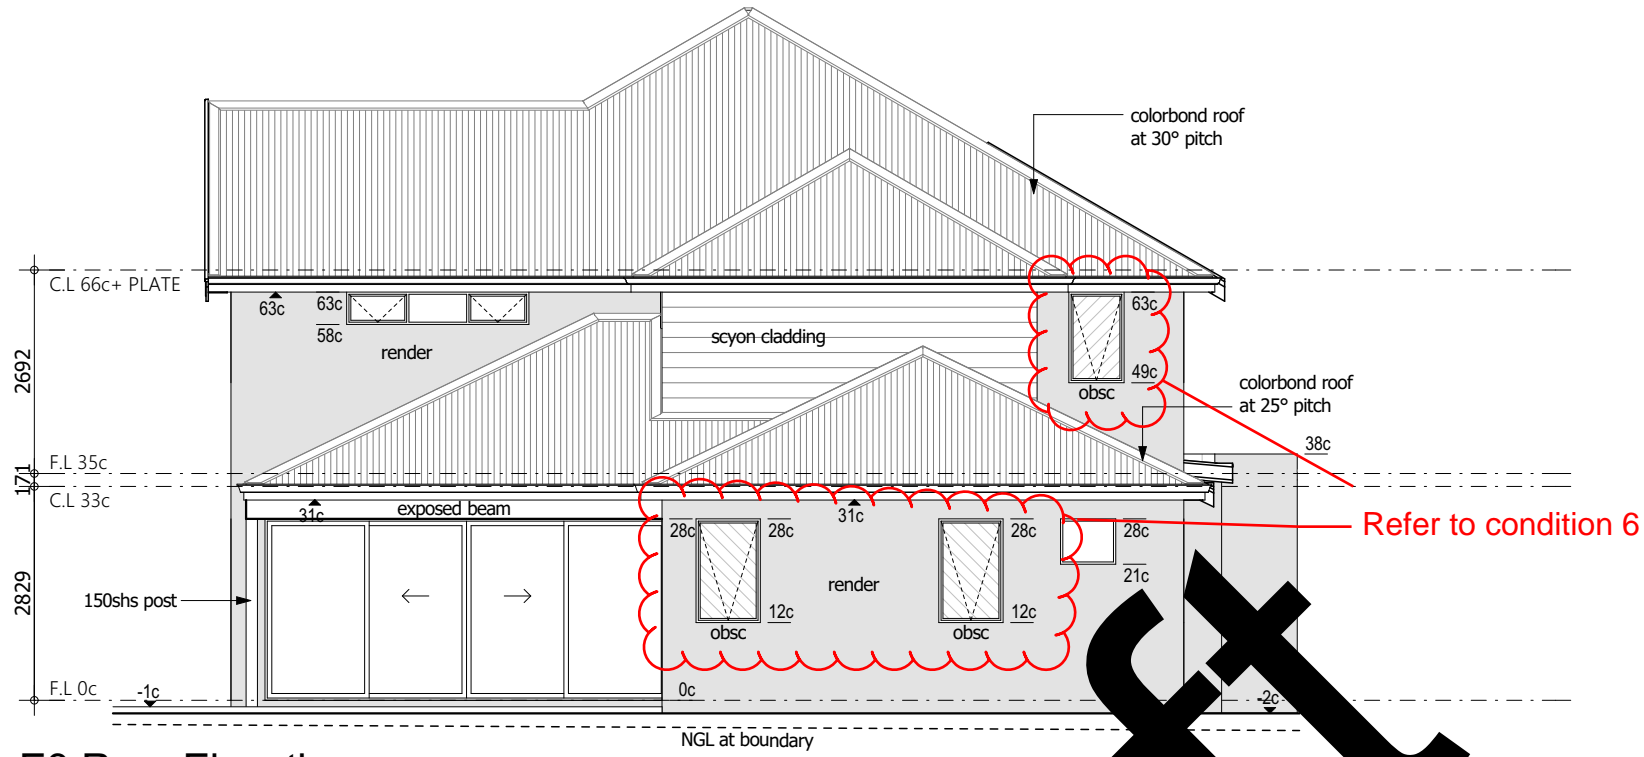 colorbond roof
at 30° pitch
C.L 66c+ PLATE
63c
63c
58c
render
scyon cladding
63c
49c
obsc
colorbond roof
at 25° pitch
2692
38c
F.L 35c
171
C.L 33c
31c
exposed beam
31c
28c
28c
28c
28c
Refer to condition 6
21c
render
2829
150shs post
12c
12c
obsc
obsc
F.L 0c
-1c
0c
-2c
NGL at boundary